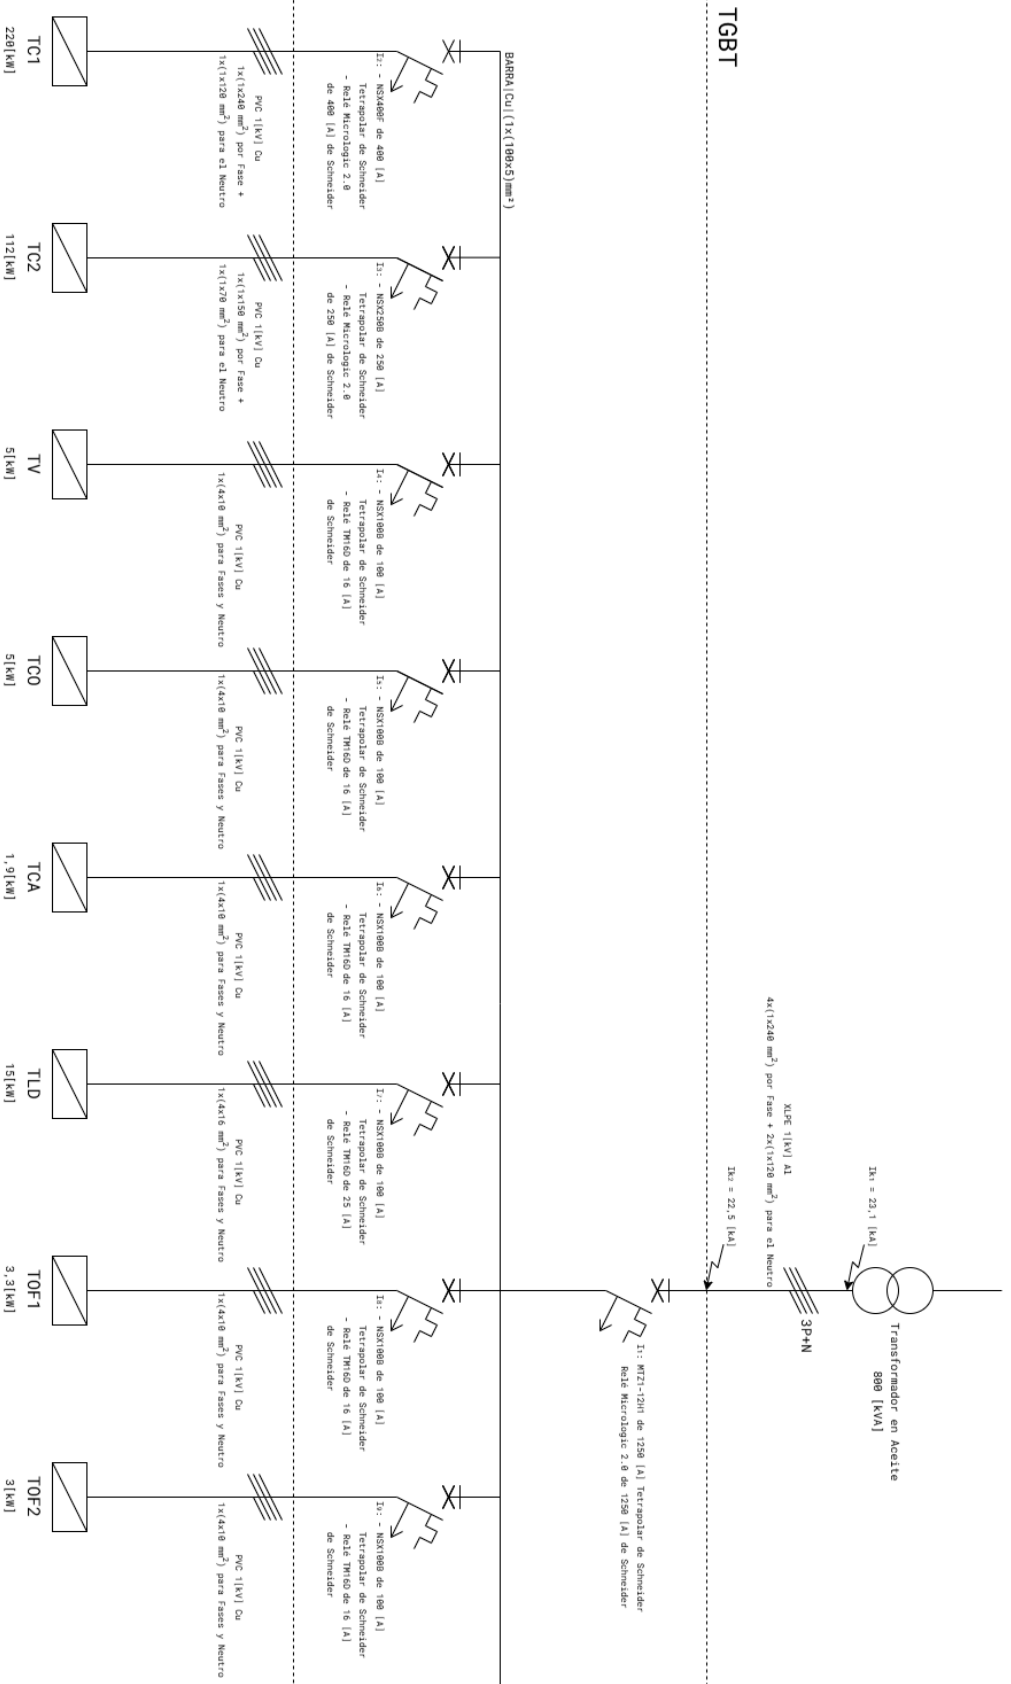 Transformador en Aceite
800 [kVA]
Ik₁ = 23,1 [kA]
3P+N
XLPE 1[kV] Al
4x(1x240 mm²) por Fase + 2x(1x120 mm²) para el Neutro
Ik₂ = 22,5 [kA]
TGBT
I₁: MTZ1-12H1 de 1250 [A] Tetrapolar de Schneider
Relé Micrologic 2.0 de 1250 [A] de Schneider
BARRA|Cu|(1x(100x5)mm²)
I₂: - NSX400F de 400 [A]
Tetrapolar de Schneider
- Relé Micrologic 2.0
de 400 [A] de Schneider
PVC 1[kV] Cu
1x(1x240 mm²) por Fase +
1x(1x120 mm²) para el Neutro
TC1
220[kW]
I₃: - NSX250B de 250 [A]
Tetrapolar de Schneider
- Relé Micrologic 2.0
de 250 [A] de Schneider
PVC 1[kV] Cu
1x(1x150 mm²) por Fase +
1x(1x70 mm²) para el Neutro
TC2
112[kW]
I₄: - NSX100B de 100 [A]
Tetrapolar de Schneider
- Relé TM16D de 16 [A]
de Schneider
PVC 1[kV] Cu
1x(4x10 mm²) para Fases y Neutro
TV
5[kW]
I₅: - NSX100B de 100 [A]
Tetrapolar de Schneider
- Relé TM16D de 16 [A]
de Schneider
PVC 1[kV] Cu
1x(4x10 mm²) para Fases y Neutro
TCO
5[kW]
I₆: - NSX100B de 100 [A]
Tetrapolar de Schneider
- Relé TM16D de 16 [A]
de Schneider
PVC 1[kV] Cu
1x(4x10 mm²) para Fases y Neutro
TCA
1,9[kW]
I₇: - NSX100B de 100 [A]
Tetrapolar de Schneider
- Relé TM16D de 25 [A]
de Schneider
PVC 1[kV] Cu
1x(4x16 mm²) para Fases y Neutro
TLD
15[kW]
I₈: - NSX100B de 100 [A]
Tetrapolar de Schneider
- Relé TM16D de 16 [A]
de Schneider
PVC 1[kV] Cu
1x(4x10 mm²) para Fases y Neutro
TOF1
3,3[kW]
I₉: - NSX100B de 100 [A]
Tetrapolar de Schneider
- Relé TM16D de 16 [A]
de Schneider
PVC 1[kV] Cu
1x(4x10 mm²) para Fases y Neutro
TOF2
3[kW]